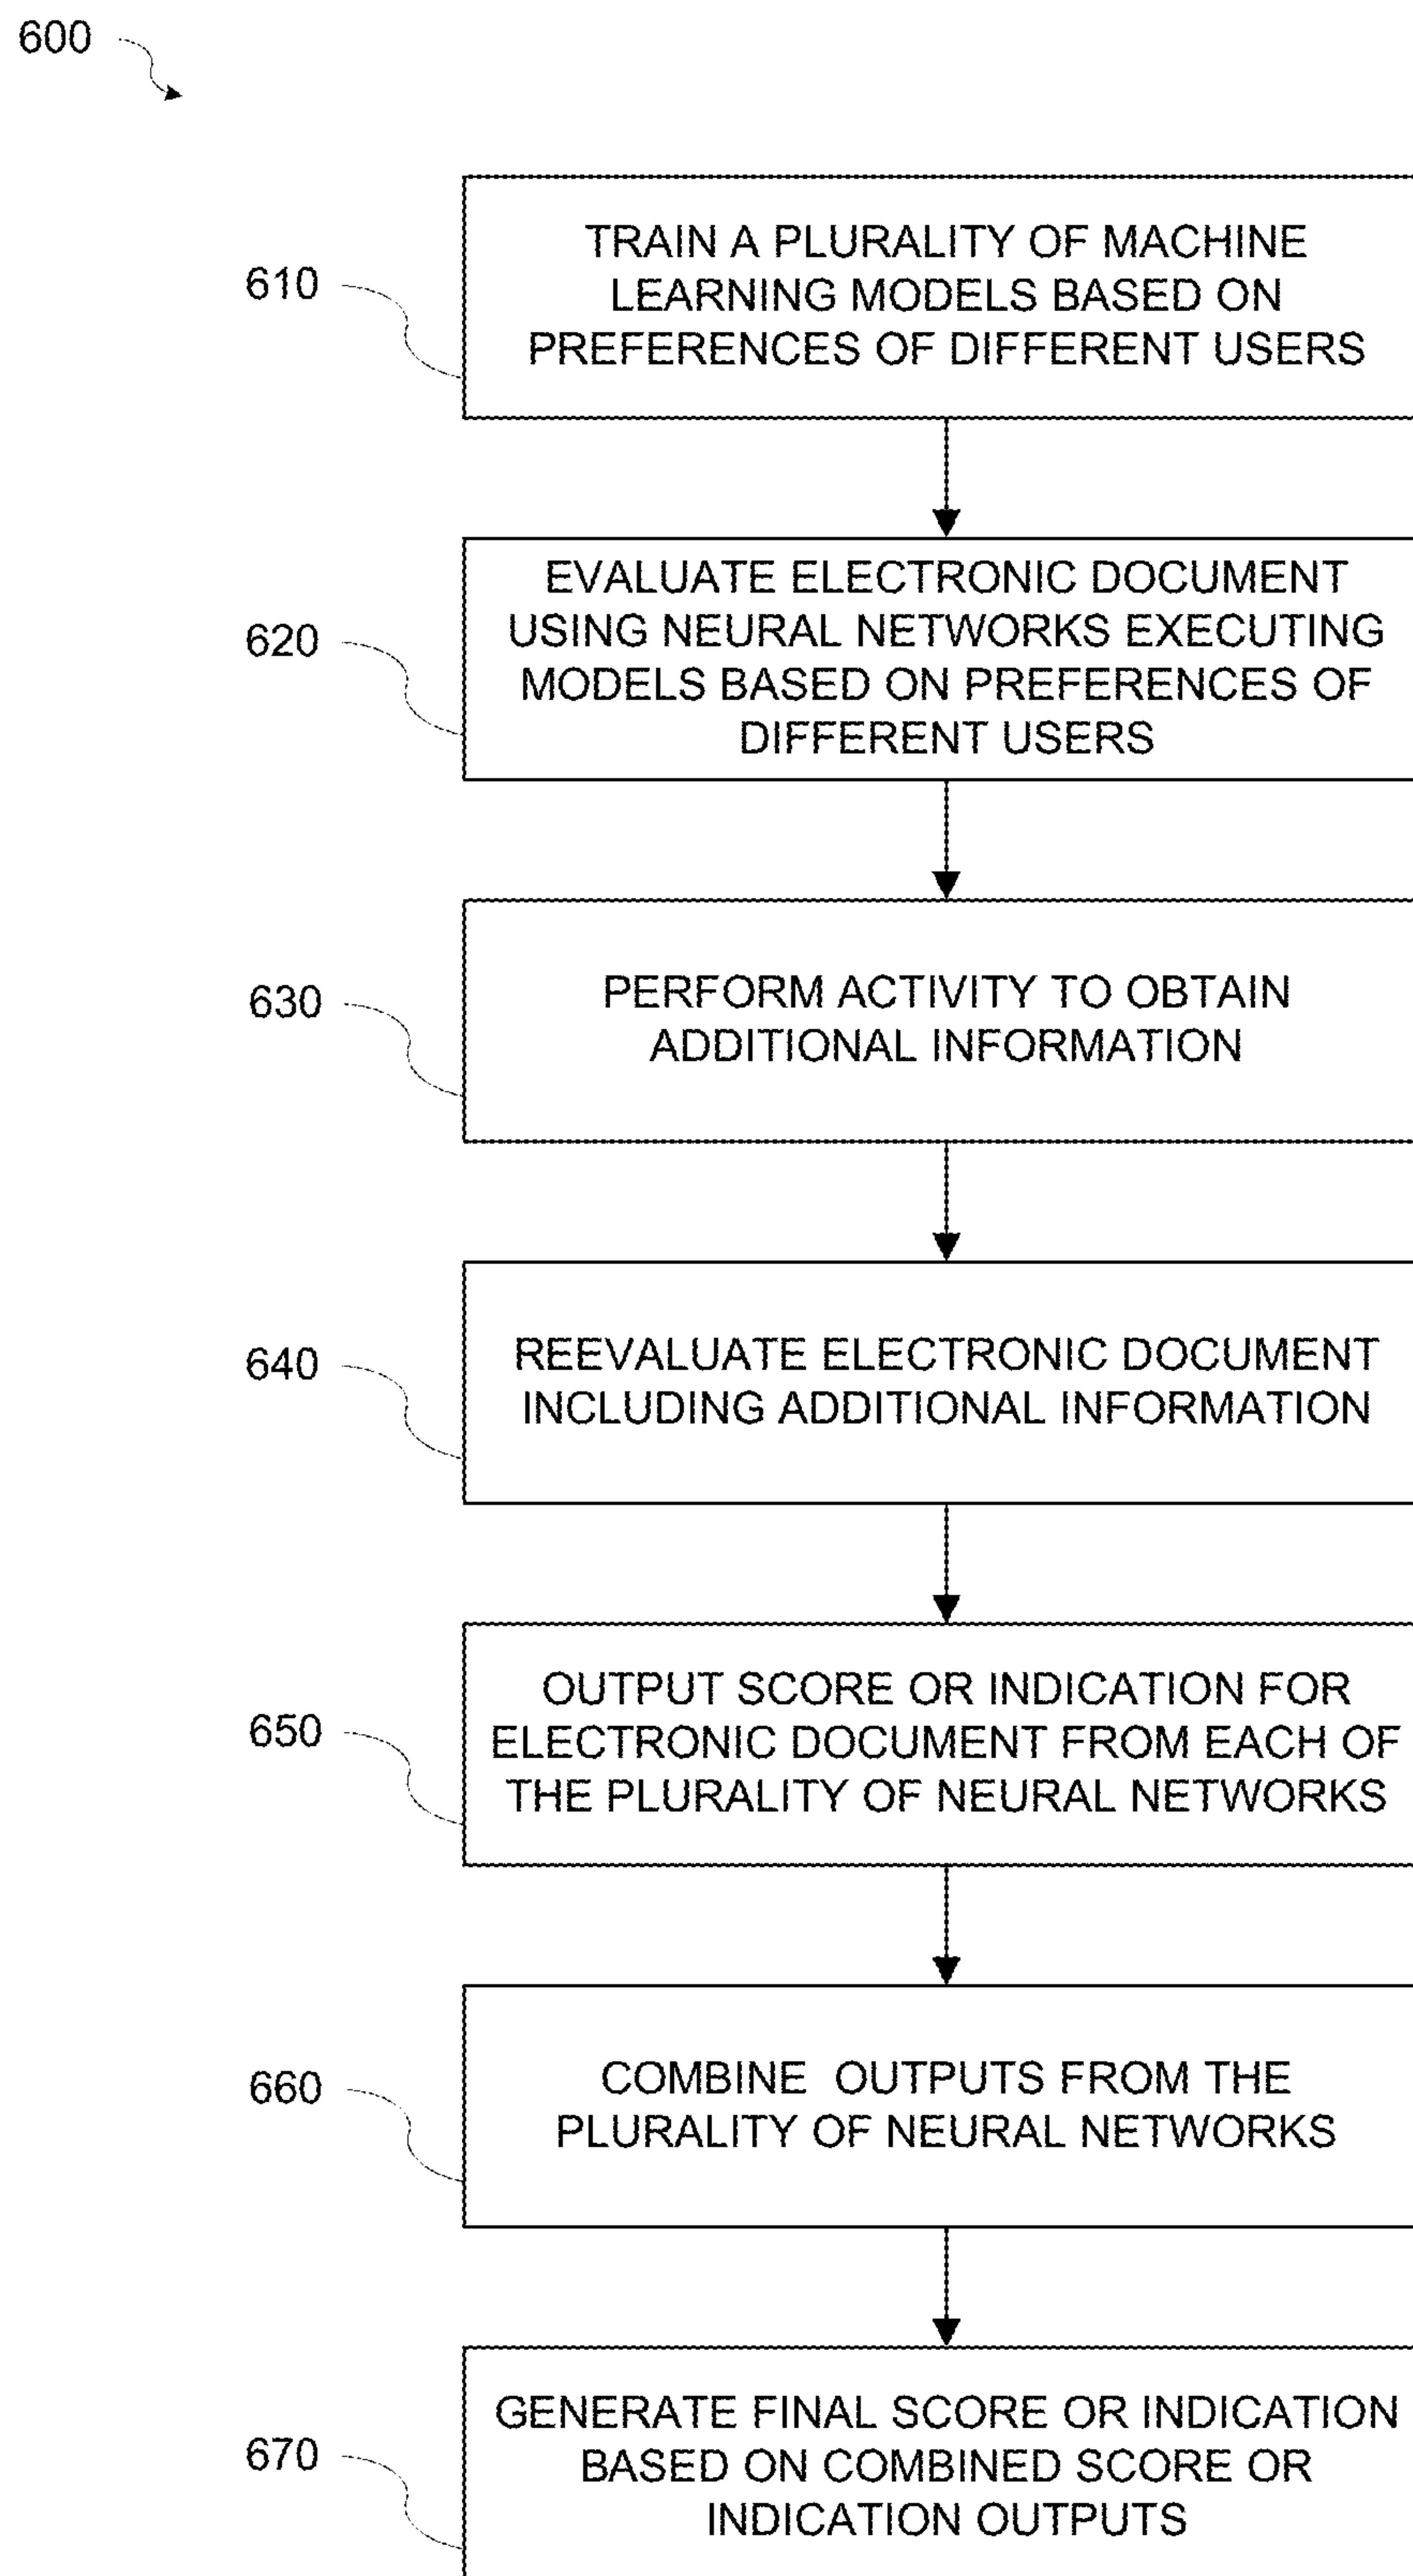 600
610
TRAIN A PLURALITY OF MACHINE
LEARNING MODELS BASED ON
PREFERENCES OF DIFFERENT USERS
620
EVALUATE ELECTRONIC DOCUMENT
USING NEURAL NETWORKS EXECUTING
MODELS BASED ON PREFERENCES OF
DIFFERENT USERS
630
PERFORM ACTIVITY TO OBTAIN
ADDITIONAL INFORMATION
640
REEVALUATE ELECTRONIC DOCUMENT
INCLUDING ADDITIONAL INFORMATION
650
OUTPUT SCORE OR INDICATION FOR
ELECTRONIC DOCUMENT FROM EACH OF
THE PLURALITY OF NEURAL NETWORKS
660
COMBINE OUTPUTS FROM THE
PLURALITY OF NEURAL NETWORKS
670
GENERATE FINAL SCORE OR INDICATION
BASED ON COMBINED SCORE OR
INDICATION OUTPUTS